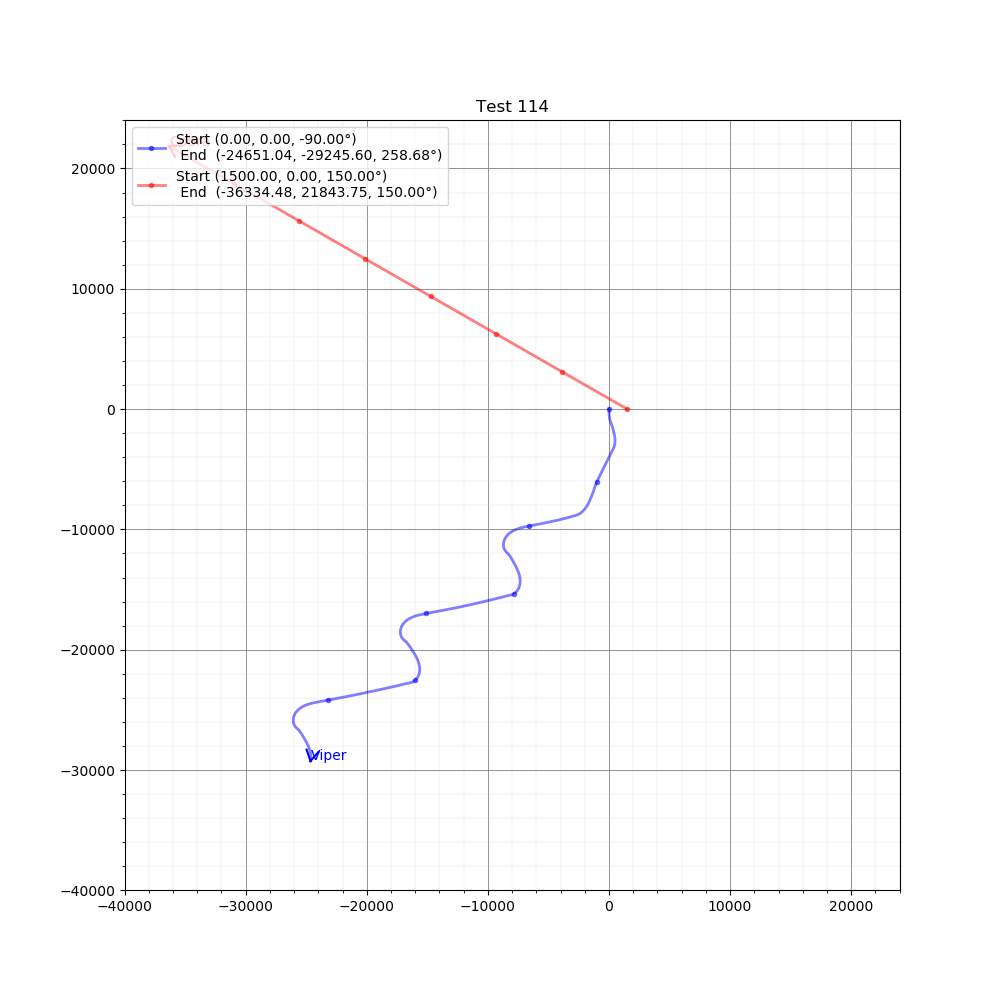 Test 114
Start (0.00, 0.00, -90.00°)
End (-24651.04, -29245.60, 258.68°)
Start (1500.00, 0.00, 150.00°)
End (-36334.48, 21843.75, 150.00°)
20000
10000
0
−10000
−20000
−30000
−40000
Viper
−40000 −30000 −20000 −10000 0 10000 20000